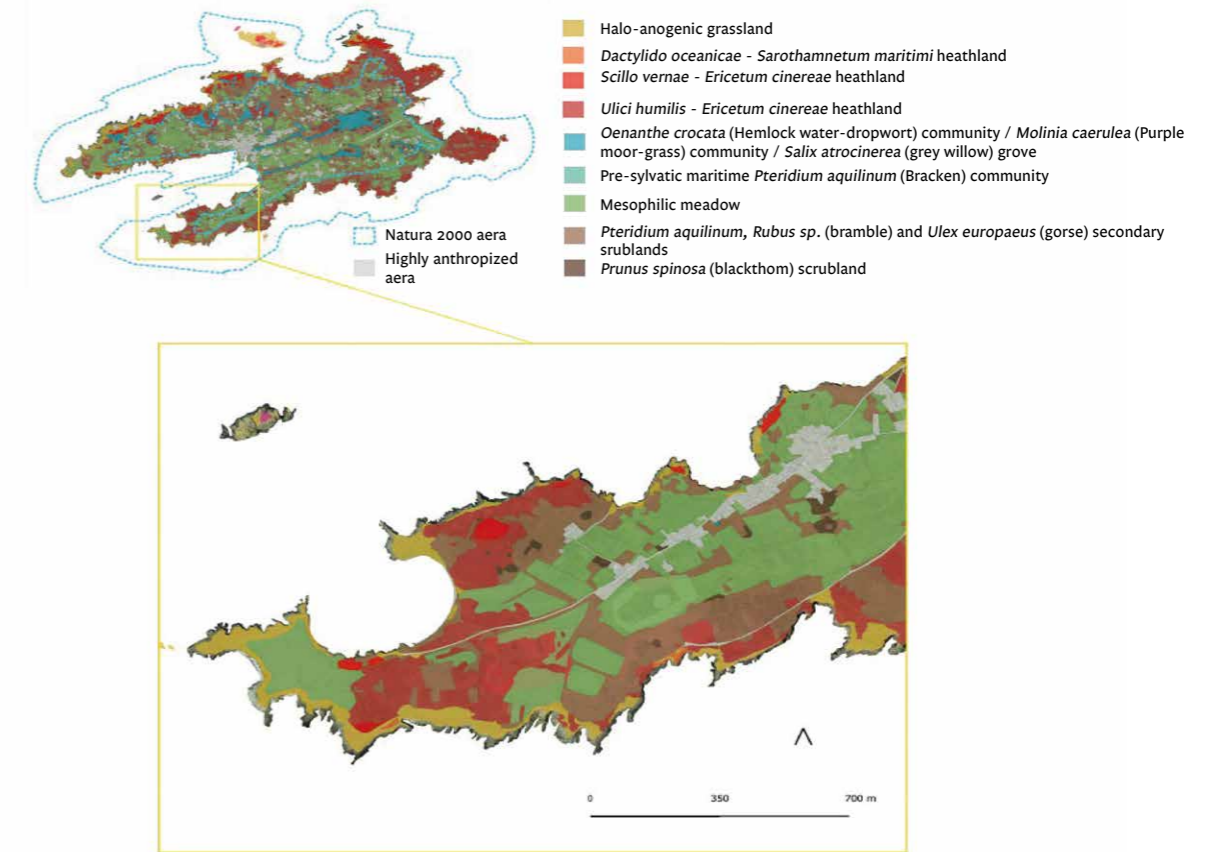 Halo-anogenic grassland
Dactylido oceanicae - Sarothamnetum maritimi heathland
Scillo vernae - Ericetum cinereae heathland
Ulici humilis - Ericetum cinereae heathland
Oenanthe crocata (Hemlock water-dropwort) community / Molinia caerulea (Purple
moor-grass) community / Salix atrocinerea (grey willow) grove
Pre-sylvatic maritime Pteridium aquilinum (Bracken) community
Mesophilic meadow
Pteridium aquilinum, Rubus sp. (bramble) and Ulex europaeus (gorse) secondary
srublands
Prunus spinosa (blackthom) scrubland
Natura 2000 aera
Highly anthropized
aera
0 350 700 m